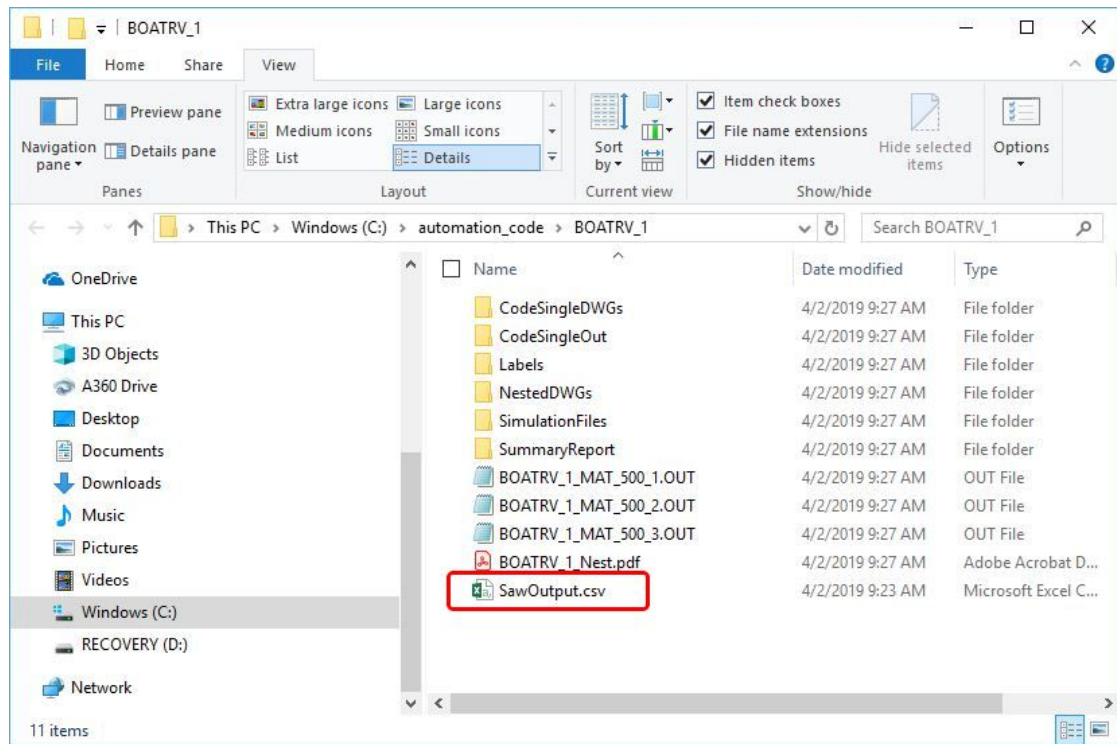 BOATRV_1
File Home Share View
Navigation pane
Preview pane
Details pane
Panes
Extra large icons Large icons
Medium icons Small icons
List Details
Layout
Sort by
Current view
Item check boxes
File name extensions
Hidden items
Hide selected items
Show/hide
Options
This PC > Windows (C:) > automation_code > BOATRV_1
Search BOATRV_1
OneDrive
This PC
3D Objects
A360 Drive
Desktop
Documents
Downloads
Music
Pictures
Videos
Windows (C:)
RECOVERY (D:)
Network
Name Date modified Type
CodeSingleDWGs 4/2/2019 9:27 AM File folder
CodeSingleOut 4/2/2019 9:27 AM File folder
Labels 4/2/2019 9:27 AM File folder
NestedDWGs 4/2/2019 9:27 AM File folder
SimulationFiles 4/2/2019 9:27 AM File folder
SummaryReport 4/2/2019 9:27 AM File folder
BOATRV_1_MAT_500_1.OUT 4/2/2019 9:27 AM OUT File
BOATRV_1_MAT_500_2.OUT 4/2/2019 9:27 AM OUT File
BOATRV_1_MAT_500_3.OUT 4/2/2019 9:27 AM OUT File
BOATRV_1_Nest.pdf 4/2/2019 9:27 AM Adobe Acrobat D...
SawOutput.csv 4/2/2019 9:23 AM Microsoft Excel C...
11 items